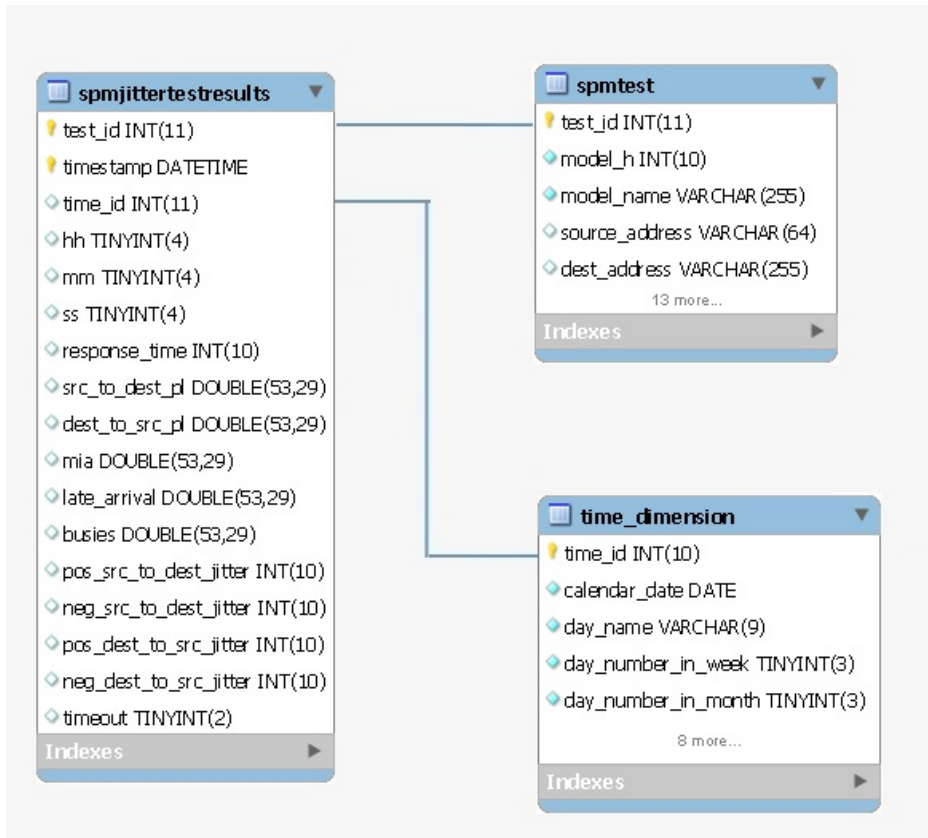 spmjittertestresults
test_id INT(11)
timestamp DATETIME
time_id INT(11)
hh TINYINT(4)
mm TINYINT(4)
ss TINYINT(4)
response_time INT(10)
src_to_dest_pl DOUBLE(53,29)
dest_to_src_pl DOUBLE(53,29)
mia DOUBLE(53,29)
late_arrival DOUBLE(53,29)
busies DOUBLE(53,29)
pos_src_to_dest_jitter INT(10)
neg_src_to_dest_jitter INT(10)
pos_dest_to_src_jitter INT(10)
neg_dest_to_src_jitter INT(10)
timeout TINYINT(2)
Indexes
spmtest
test_id INT(11)
model_h INT(10)
model_name VARCHAR(255)
source_address VARCHAR(64)
dest_address VARCHAR(255)
13 more...
Indexes
time_dimension
time_id INT(10)
calendar_date DATE
day_name VARCHAR(9)
day_number_in_week TINYINT(3)
day_number_in_month TINYINT(3)
8 more...
Indexes